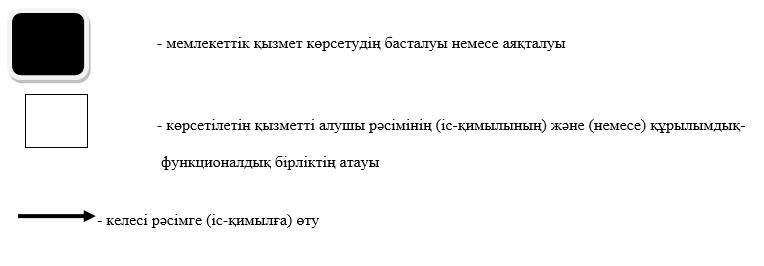 - мемлекеттік қызмет көрсетудің басталуы немесе аяқталуы
- көрсетілетін қызметті алушы рәсімінің (іс-қимылының) және (немесе) құрылымдық-
функционалдық бірліктің атауы
- келесі рәсімге (іс-қимылға) өту